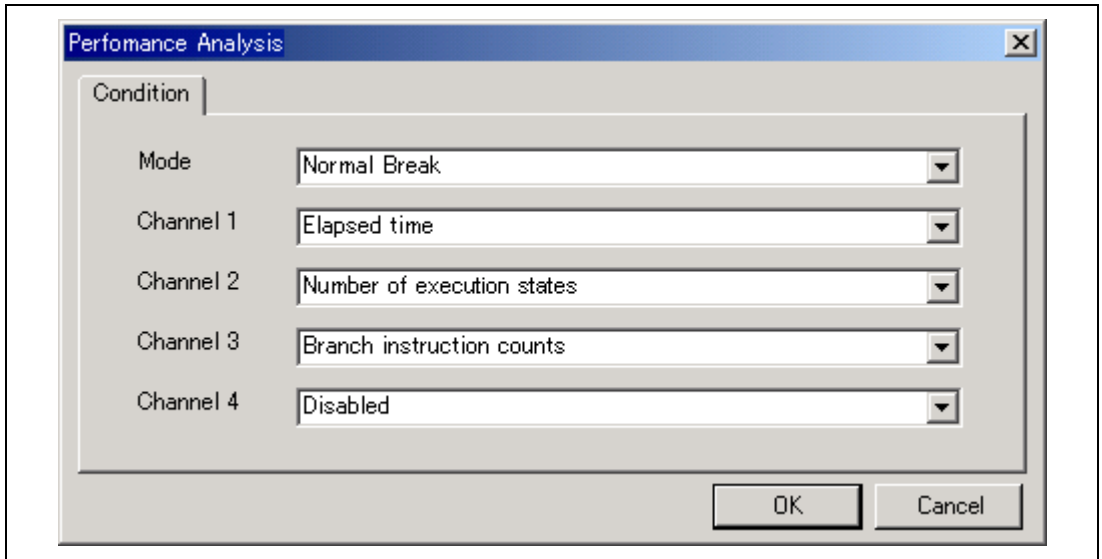 Perfomance Analysis
Condition
Mode Normal Break
Channel 1 Elapsed time
Channel 2 Number of execution states
Channel 3 Branch instruction counts
Channel 4 Disabled
OK Cancel